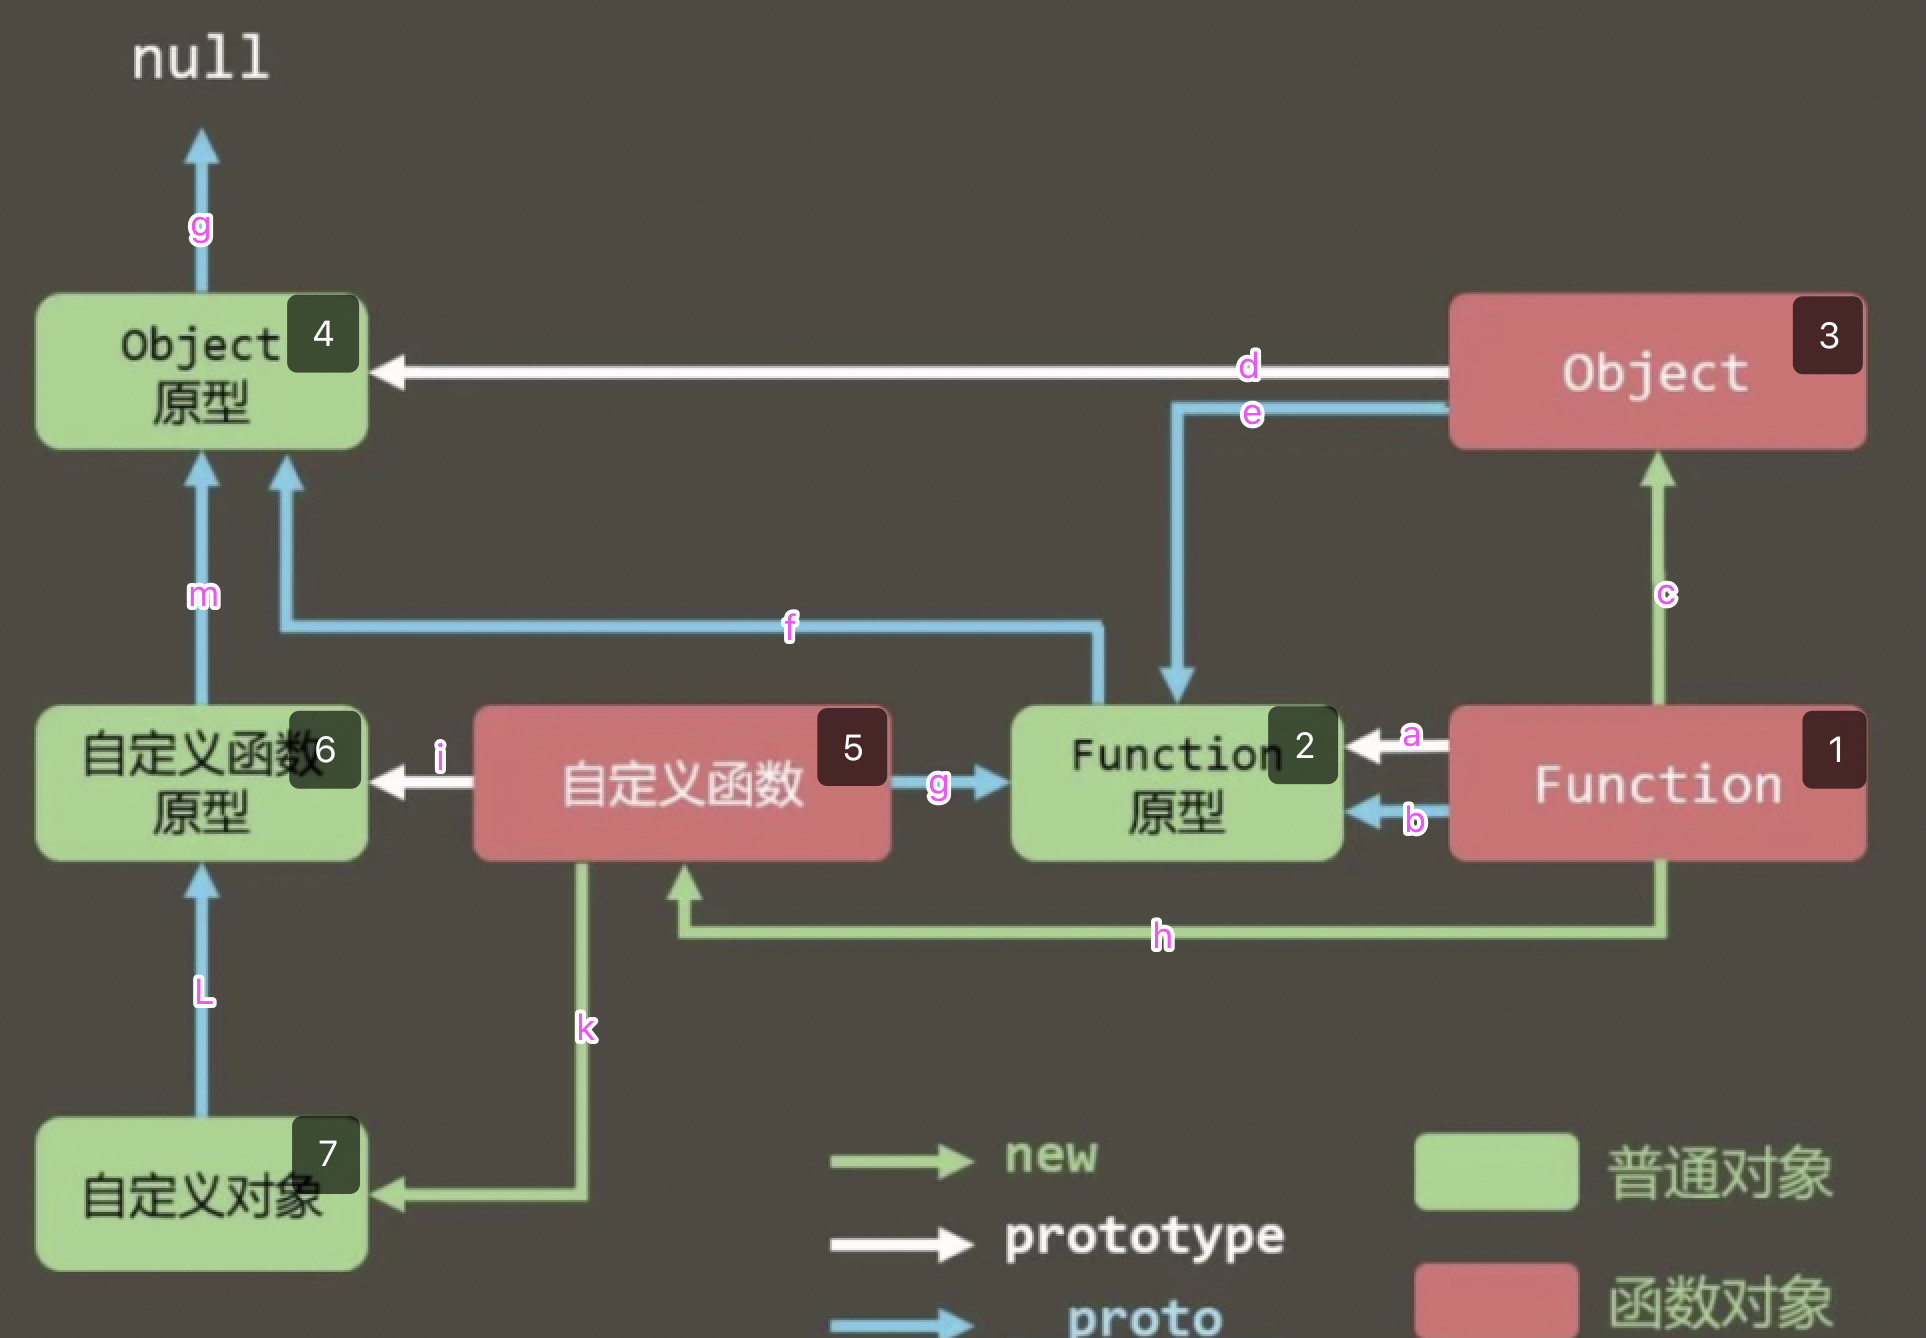 null
g
Object
原型
4
d
e
Object
3
m
f
c
自定义函数
原型
6
i
自定义函数
5
g
Function
原型
2
a
b
Function
1
h
L
k
自定义对象
7
new
prototype
proto
普通对象
函数对象